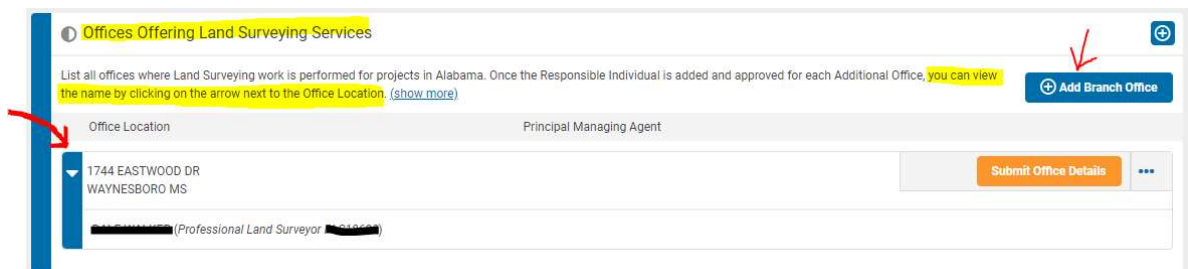 Offices Offering Land Surveying Services
List all offices where Land Surveying work is performed for projects in Alabama. Once the Responsible Individual is added and approved for each Additional Office, you can view
the name by clicking on the arrow next to the Office Location. (show more)
Add Branch Office
Office Location Principal Managing Agent
1744 EASTWOOD DR
WAYNESBORO MS
Submit Office Details
(Professional Land Surveyor )